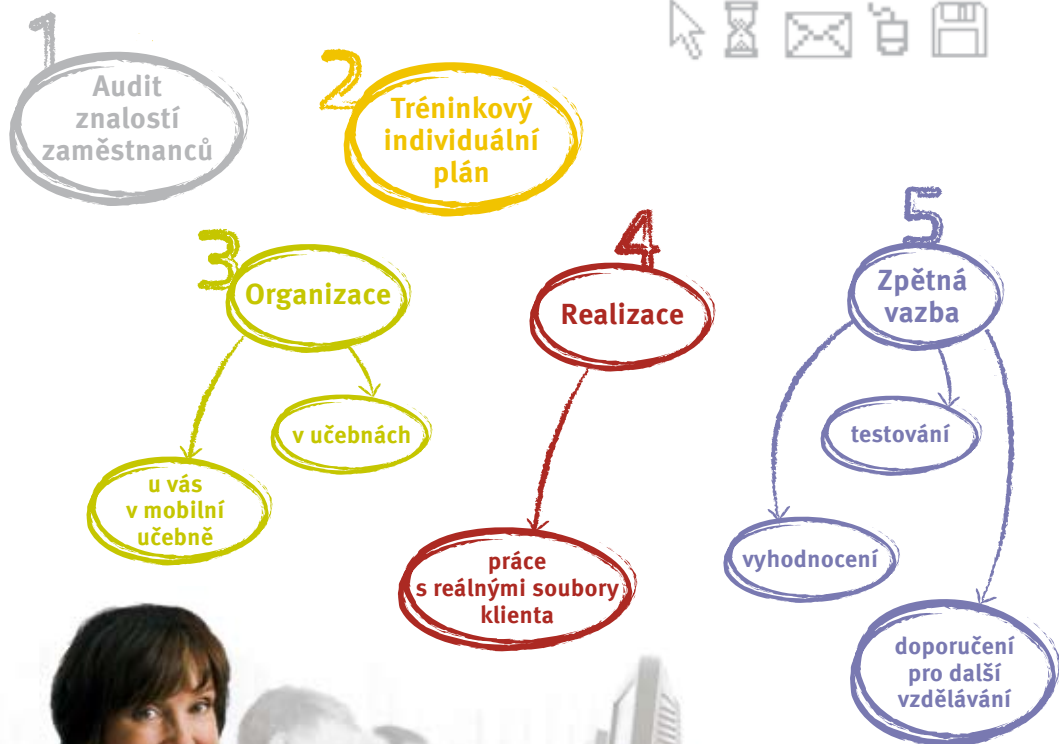 1
Audit
znalostí
zaměstnanců
2
Tréninkový
individuální
plán
3
Organizace
v učebnách
u vás
v mobilní
učebně
4
Realizace
práce
s reálnými soubory
klienta
5
Zpětná
vazba
testování
vyhodnocení
doporučení
pro další
vzdělávání